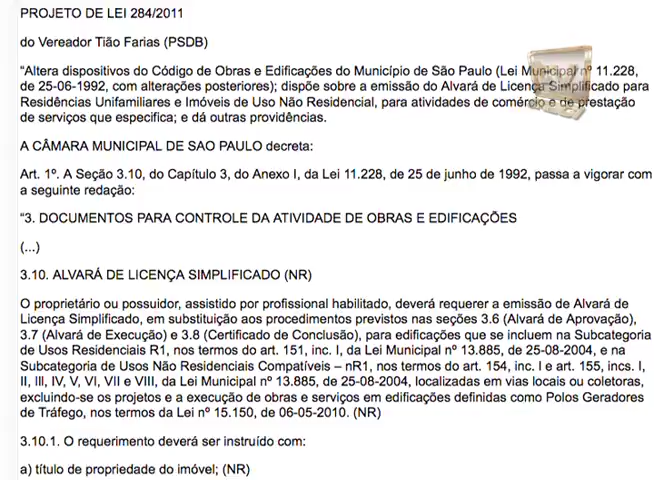 PROJETO DE LEI 284/2011
do Vereador Tião Farias (PSDB)
“Altera dispositivos do Código de Obras e Edificações do Município de São Paulo (Lei Municipal nº 11.228,
de 25-06-1992, com alterações posteriores); dispõe sobre a emissão do Alvará de Licença Simplificado para
Residências Unifamiliares e Imóveis de Uso Não Residencial, para atividades de comércio e de prestação
de serviços que especifica; e dá outras providências.
A CÂMARA MUNICIPAL DE SAO PAULO decreta:
Art. 1º. A Seção 3.10, do Capítulo 3, do Anexo I, da Lei 11.228, de 25 de junho de 1992, passa a vigorar com
a seguinte redação:
“3. DOCUMENTOS PARA CONTROLE DA ATIVIDADE DE OBRAS E EDIFICAÇÕES
(...)
3.10. ALVARÁ DE LICENÇA SIMPLIFICADO (NR)
O proprietário ou possuidor, assistido por profissional habilitado, deverá requerer a emissão de Alvará de
Licença Simplificado, em substituição aos procedimentos previstos nas seções 3.6 (Alvará de Aprovação),
3.7 (Alvará de Execução) e 3.8 (Certificado de Conclusão), para edificações que se incluem na Subcategoria
de Usos Residenciais R1, nos termos do art. 151, inc. I, da Lei Municipal nº 13.885, de 25-08-2004, e na
Subcategoria de Usos Não Residenciais Compatíveis – nR1, nos termos do art. 154, inc. I e art. 155, incs. I,
II, III, IV, V, VI, VII e VIII, da Lei Municipal nº 13.885, de 25-08-2004, localizadas em vias locais ou coletoras,
excluindo-se os projetos e a execução de obras e serviços em edificações definidas como Polos Geradores
de Tráfego, nos termos da Lei nº 15.150, de 06-05-2010. (NR)
3.10.1. O requerimento deverá ser instruído com:
a) título de propriedade do imóvel; (NR)